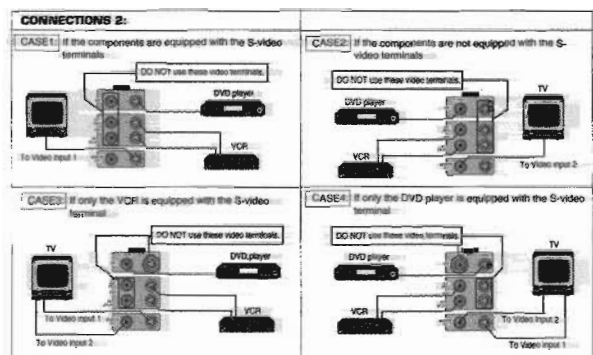 CONNECTIONS 2:
CASE1: If the components are equipped with the S-video
terminals
DO NOT use these video terminals.
DVD player
VCR
To Video input 1
CASE2: If the components are not equipped with the S-
video terminals
DO NOT use these video terminals.
TV
DVD player
VCR
To Video input 2
CASE3: If only the VCR is equipped with the S-video
terminal
DO NOT use these video terminals.
TV
DVD player
VCR
To Video input 1
To Video input 2
CASE4: If only the DVD player is equipped with the S-video
terminal
DO NOT use these video terminals.
TV
DVD player
VCR
To Video input 2
To Video input 1